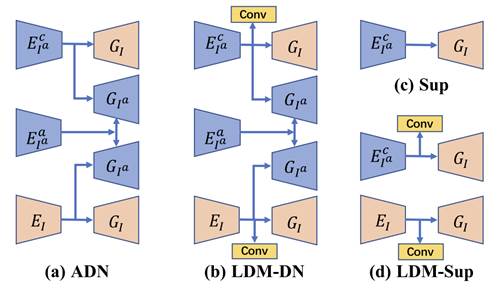 Conv
E^c_{I^a}
G_I
G_{I^a}
E^a_{I^a}
G_{I^a}
E_I
G_I
(a) ADN
E^c_{I^a}
G_I
G_{I^a}
E^a_{I^a}
G_{I^a}
E_I
G_I
Conv
(b) LDM-DN
E^c_{I^a}
G_I
(c) Sup
Conv
E^c_{I^a}
G_I
E_I
G_I
Conv
(d) LDM-Sup